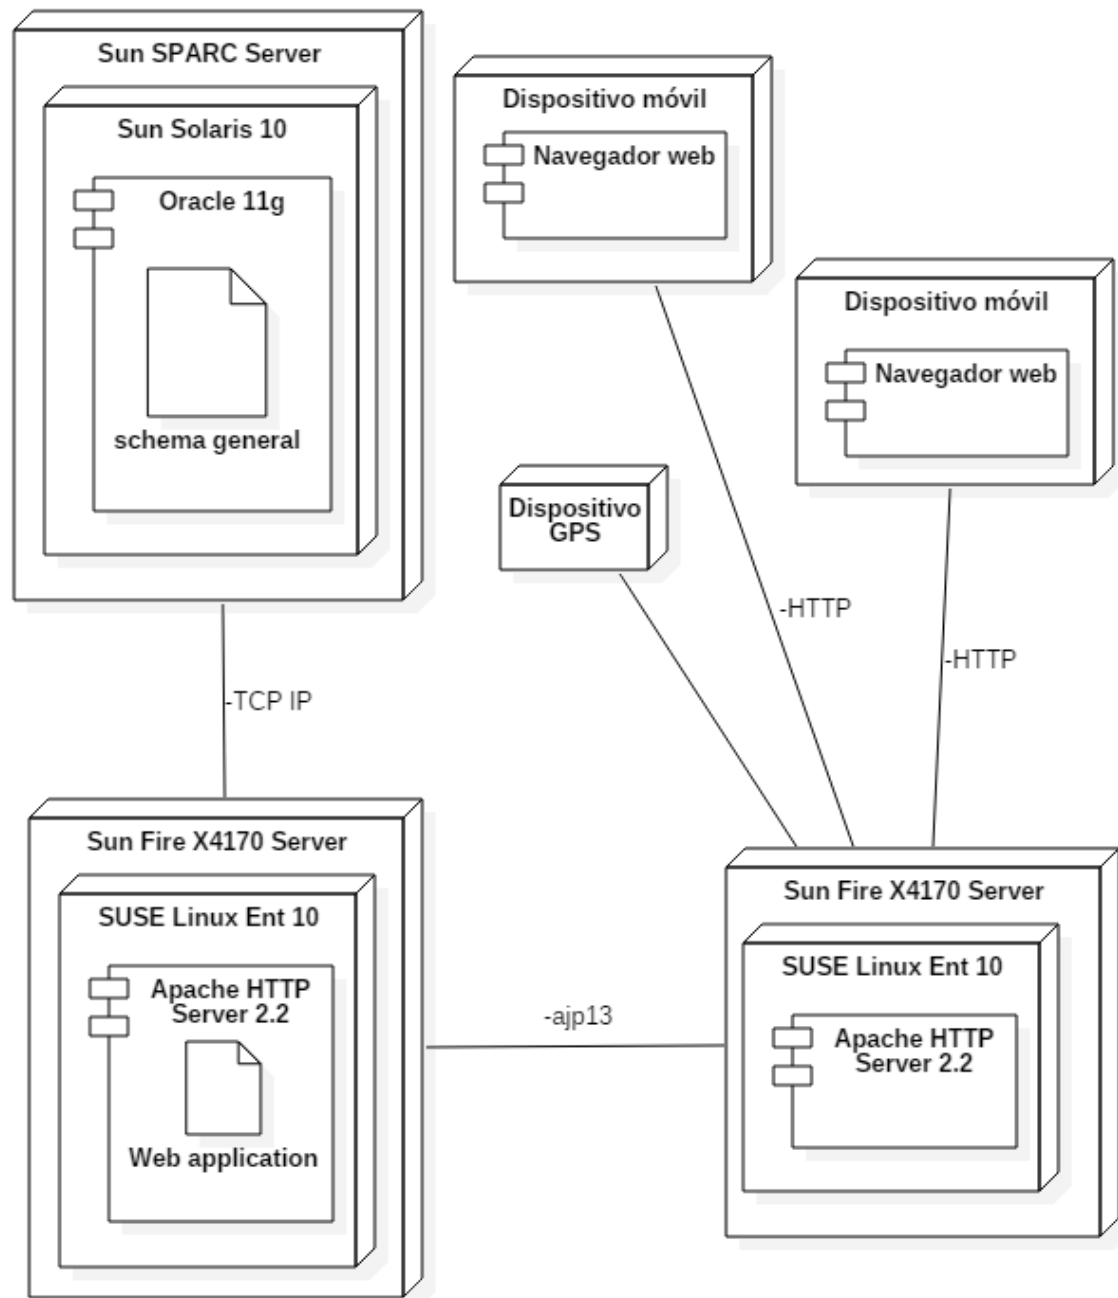 Sun SPARC Server
Sun Solaris 10
Oracle 11g
schema general
Dispositivo móvil
Navegador web
Dispositivo móvil
Navegador web
Dispositivo
GPS
-HTTP
-HTTP
-TCP IP
Sun Fire X4170 Server
SUSE Linux Ent 10
Apache HTTP
Server 2.2
Web application
-ajp13
Sun Fire X4170 Server
SUSE Linux Ent 10
Apache HTTP
Server 2.2